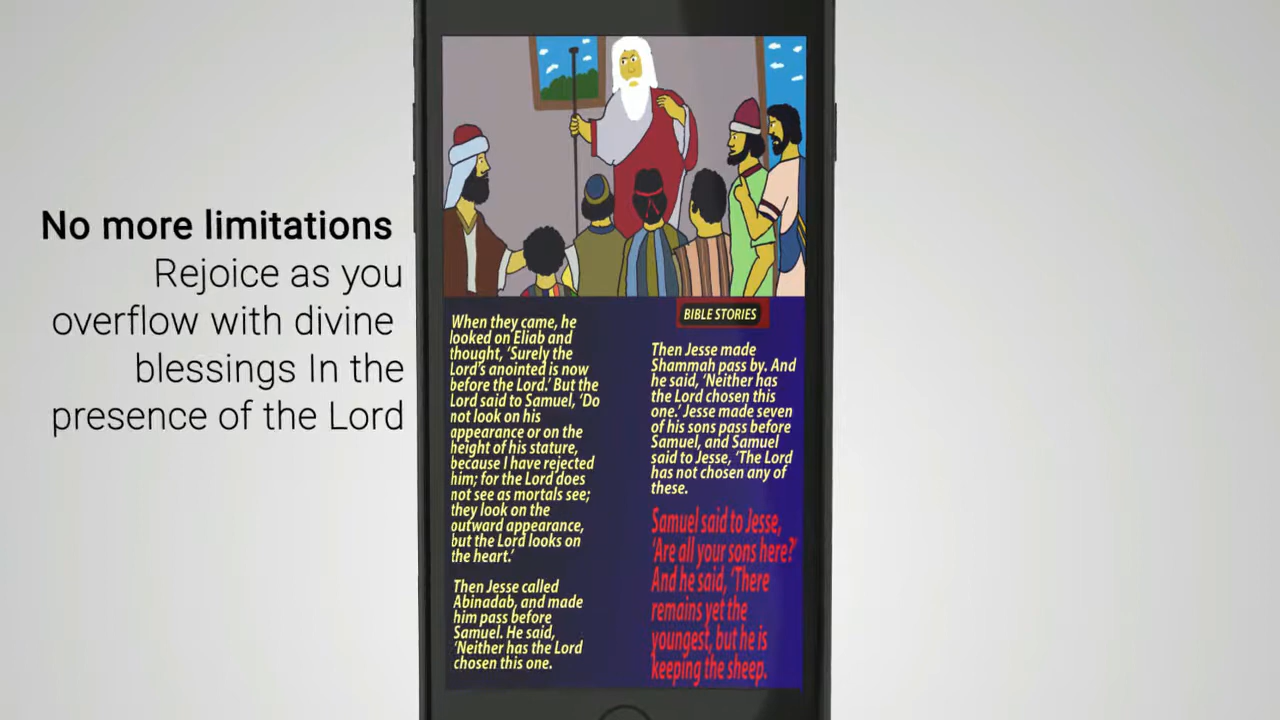 No more limitations
Rejoice as you
overflow with divine
blessings In the
presence of the Lord
When they came, he
looked on Eliab and
thought, ‘Surely the
Lord’s anointed is now
before the Lord.’ But the
Lord said to Samuel, ‘Do
not look on his
appearance or on the
height of his stature,
because I have rejected
him; for the Lord does
not see as mortals see;
they look on the
outward appearance,
but the Lord looks on
the heart.’
Then Jesse called
Abinadab, and made
him pass before
Samuel. He said,
‘Neither has the Lord
chosen this one.
BIBLE STORIES
Then Jesse made
Shammah pass by. And
he said, ‘Neither has
the Lord chosen this
one.’ Jesse made seven
of his sons pass before
Samuel, and Samuel
said to Jesse, ‘The Lord
has not chosen any of
these.
Samuel said to Jesse,
‘Are all your sons here?’
And he said, ‘There
remains yet the
youngest, but he is
keeping the sheep.